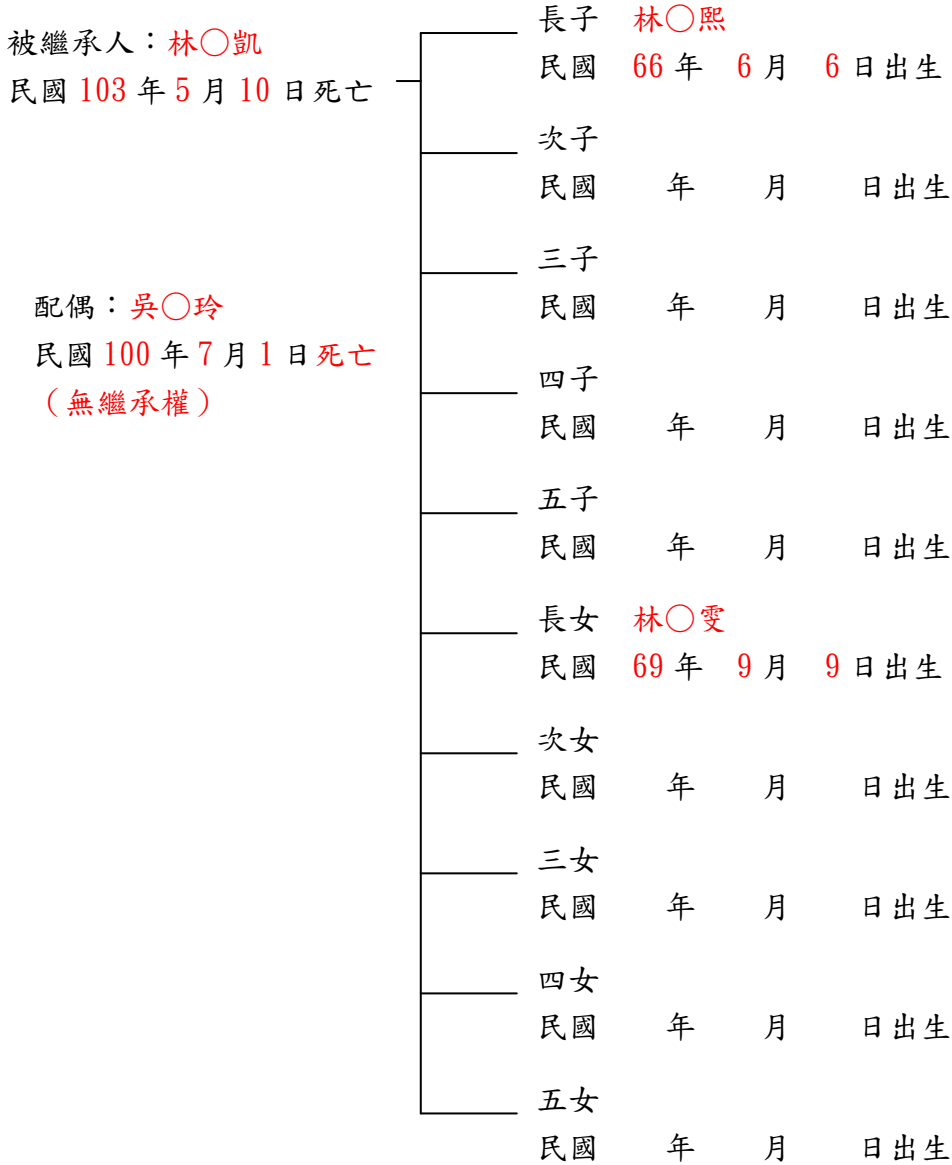 被繼承人：林○凱
民國 103 年 5 月 10 日死亡
配偶：吳○玲
民國 100 年 7 月 1 日死亡
（無繼承權）
長子 林○熙
民國 66 年 6 月 6 日出生
次子
民國 年 月 日出生
三子
民國 年 月 日出生
四子
民國 年 月 日出生
五子
民國 年 月 日出生
長女 林○雯
民國 69 年 9 月 9 日出生
次女
民國 年 月 日出生
三女
民國 年 月 日出生
四女
民國 年 月 日出生
五女
民國 年 月 日出生